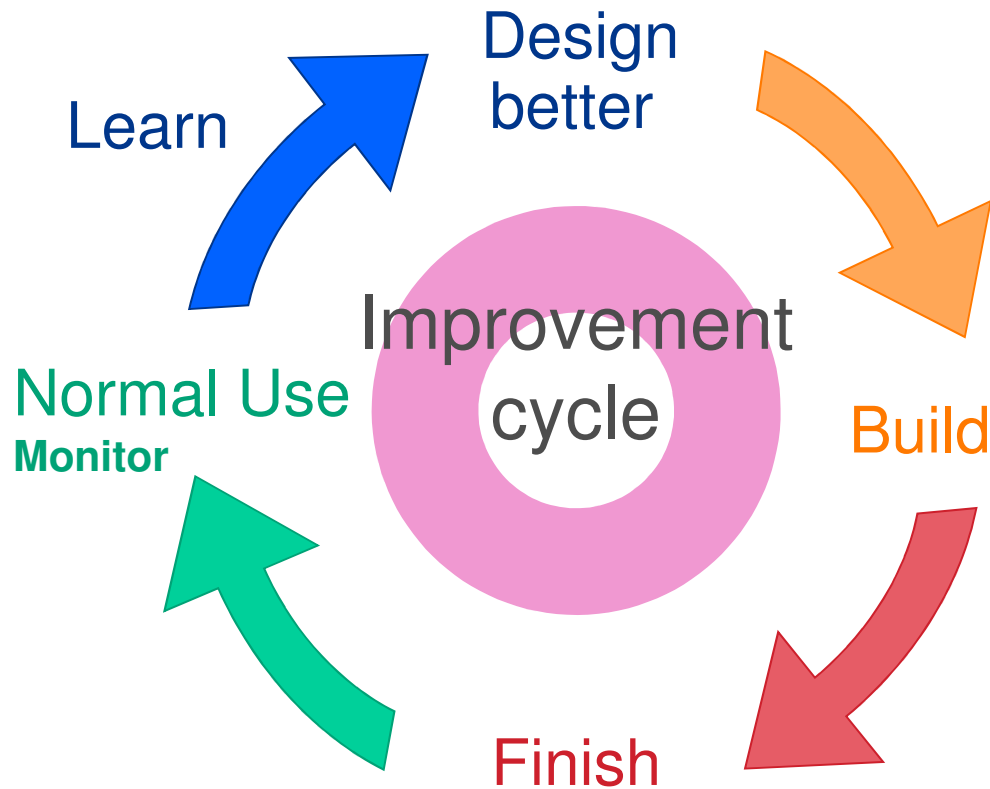 Design
better
Learn
Improvement
cycle
Normal Use
Monitor
Build
Finish